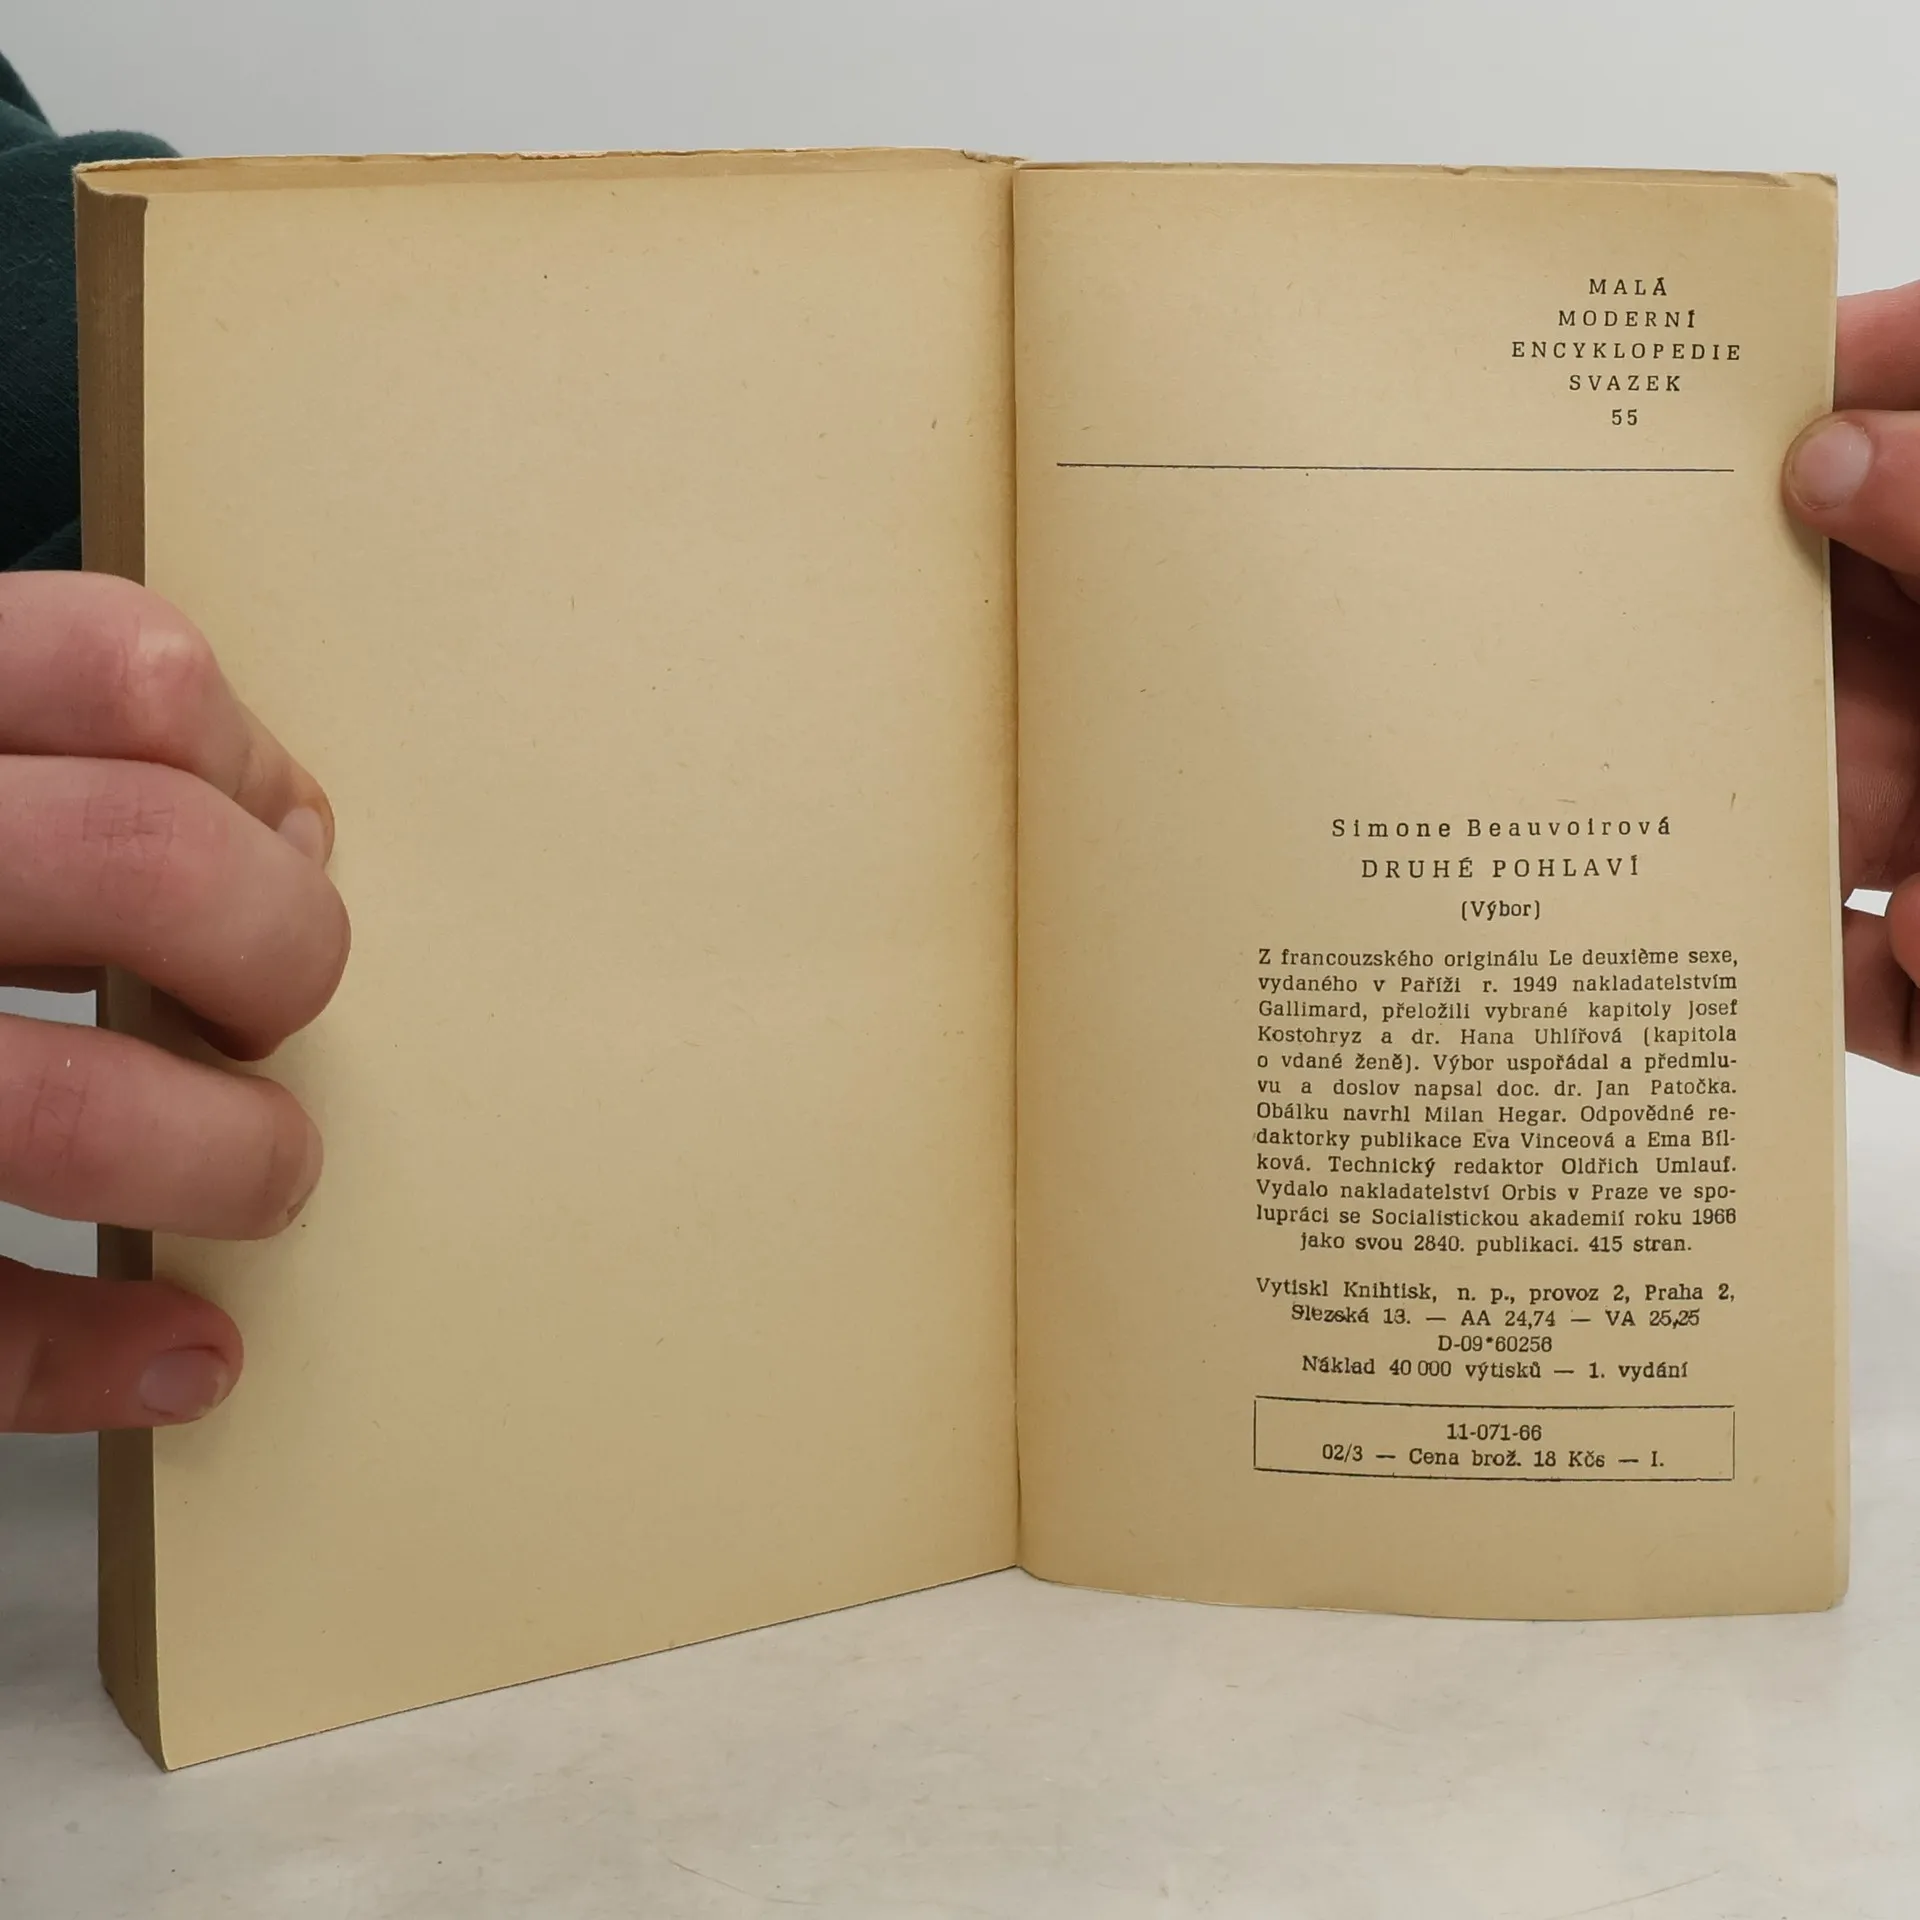 MALÁ
MODERNÍ
ENCYKLOPEDIE
SVAZEK
55
Simone Beauvoirová
DRUHÉ POHLAVÍ
(Výbor)
Z francouzského originálu Le deuxième sexe,
vydaného v Paříži r. 1949 nakladatelstvím
Gallimard, přeložili vybrané kapitoly Josef
Kostohryz a dr. Hana Uhlířová (kapitola
o vdané ženě). Výbor uspořádal a předmlu-
vu a doslov napsal doc. dr. Jan Patočka.
Obálku navrhl Milan Hegar. Odpovědné re-
daktorky publikace Eva Vinceová a Ema Bíl-
ková. Technický redaktor Oldřich Umlauf.
Vydalo nakladatelství Orbis v Praze ve spo-
lupráci se Socialistickou akademií roku 1966
jako svou 2840. publikaci. 415 stran.
Vytiskl Knihtisk, n. p., provoz 2, Praha 2,
Slezská 13. — AA 24,74 — VA 25,25
D-09*60256
Náklad 40 000 výtisků — 1. vydání
11-071-66
02/3 — Cena brož. 18 Kčs — I.